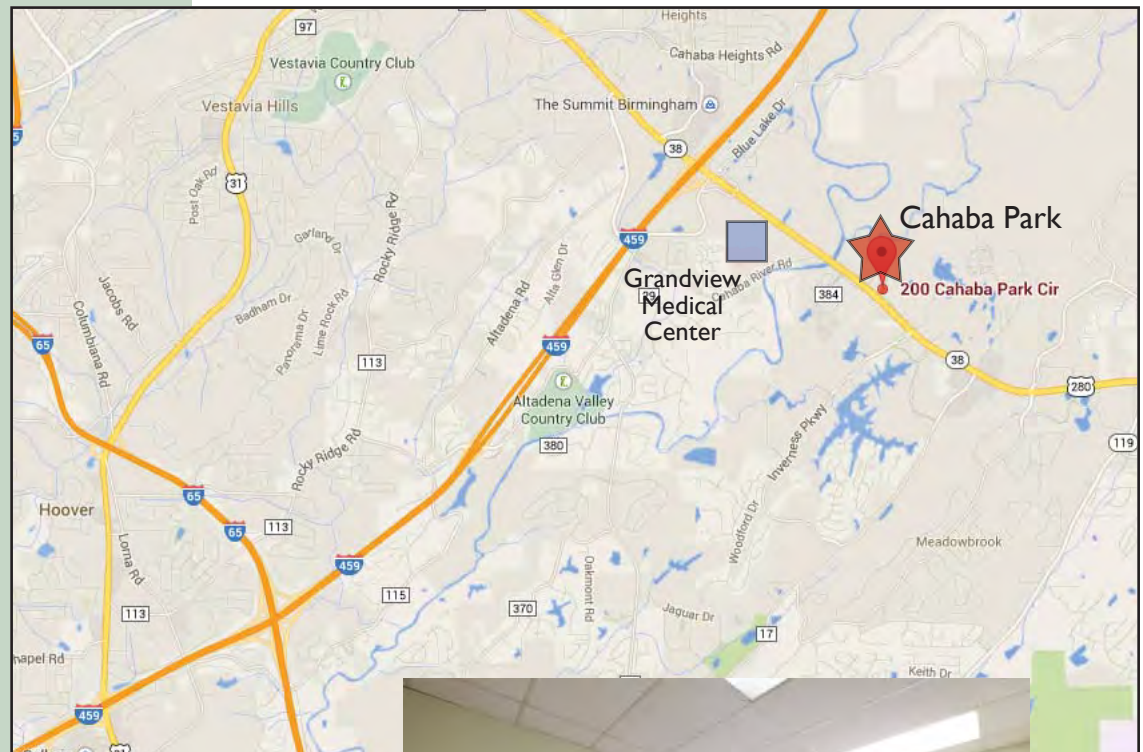 Heights
97
Cahaba Heights Rd
Vestavia Country Club
Vestavia Hills
The Summit Birmingham
Blue Lake Dr
5
38
31
Post Oak Rd
Rocky Ridge Rd
Garland Dr
459
Cahaba Park
Alta Glen Dr
Grandview
Medical
Center
29
Cahaba River Rd
384
200 Cahaba Park Cir
Jacobs Rd
Columbiana Rd
Badham Dr
Panorama Dr
Lime Rock Rd
Altadena Rd
65
459
113
38
280
Altadena Valley
Country Club
380
119
Rocky Ridge Rd
Inverness Pkwy
65
Hoover
113
65
Woodford Dr
Meadowbrook
Lorna Rd
459
115
Oakmont Rd
370
113
Jaguar Dr
17
hapel Rd
Keith Dr
459
31